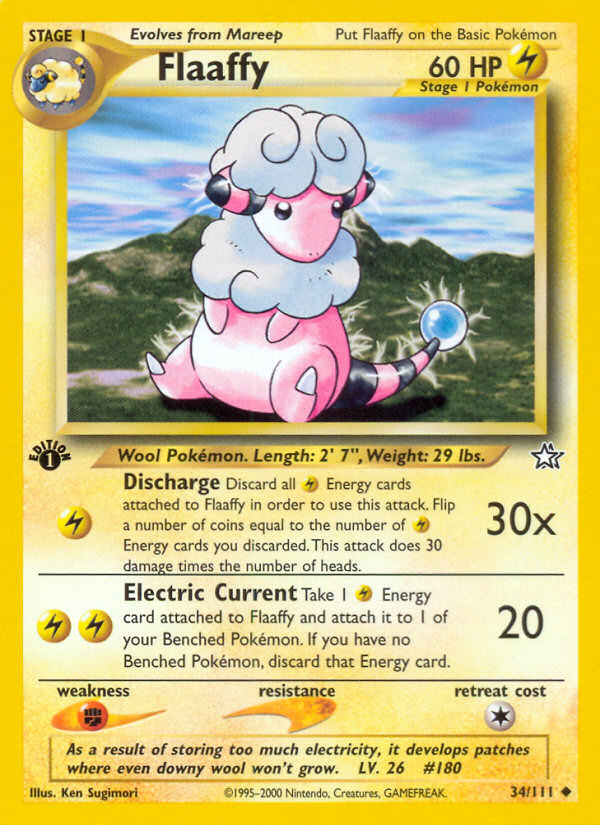 STAGE 1 Evolves from Mareep Put Flaaffy on the Basic Pokémon
Flaaffy 60 HP
Stage 1 Pokémon
EDITION
1
Wool Pokémon. Length: 2' 7", Weight: 29 lbs.
Discharge Discard all Energy cards
attached to Flaaffy in order to use this attack. Flip
a number of coins equal to the number of
Energy cards you discarded. This attack does 30
damage times the number of heads.
30x
Electric Current Take 1 Energy
card attached to Flaaffy and attach it to 1 of
your Benched Pokémon. If you have no
Benched Pokémon, discard that Energy card.
20
weakness resistance retreat cost
As a result of storing too much electricity, it develops patches
where even downy wool won't grow. LV. 26 #180
Illus. Ken Sugimori ©1995–2000 Nintendo, Creatures, GAMEFREAK. 34/111